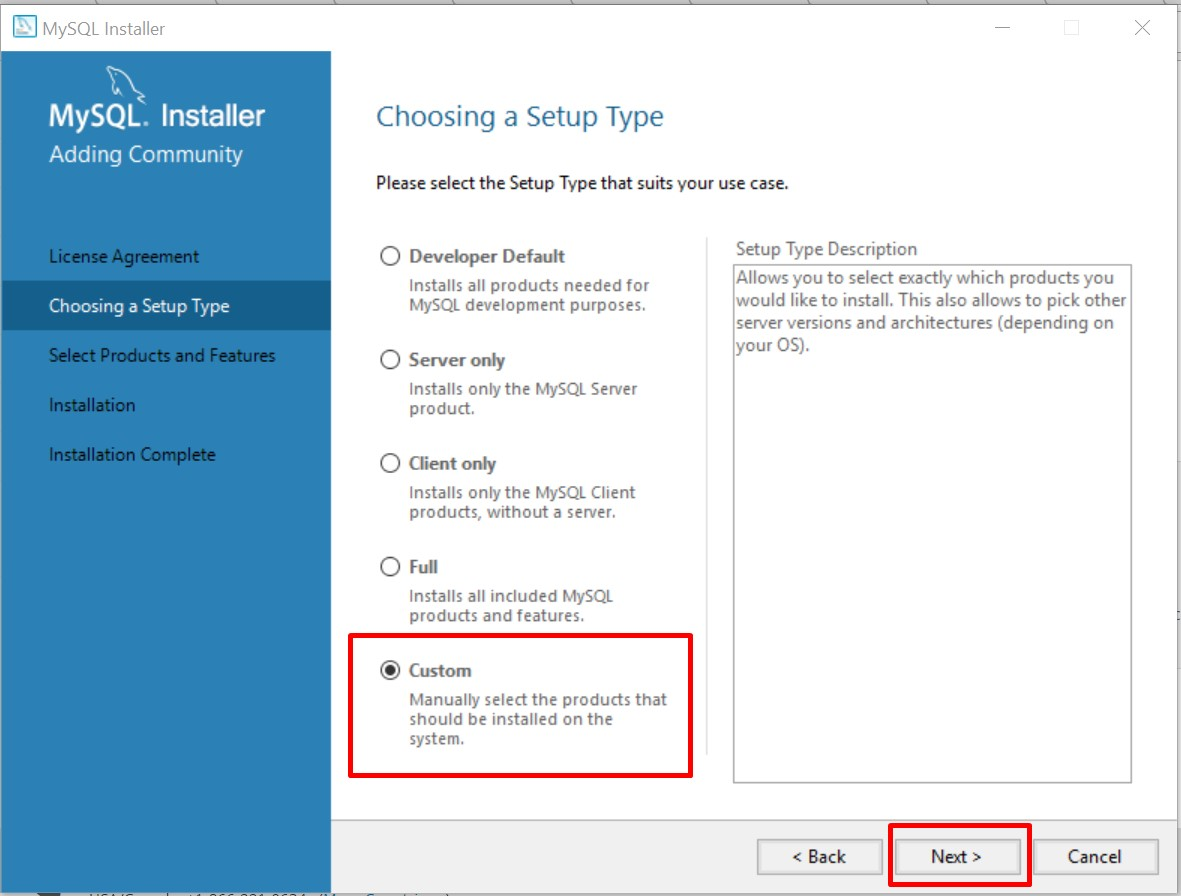 MySQL Installer
MySQL. Installer
Adding Community
License Agreement
Choosing a Setup Type
Select Products and Features
Installation
Installation Complete
Choosing a Setup Type
Please select the Setup Type that suits your use case.
Developer Default
Installs all products needed for
MySQL development purposes.
Server only
Installs only the MySQL Server
product.
Client only
Installs only the MySQL Client
products, without a server.
Full
Installs all included MySQL
products and features.
Custom
Manually select the products that
should be installed on the
system.
Setup Type Description
Allows you to select exactly which products you
would like to install. This also allows to pick other
server versions and architectures (depending on
your OS).
< Back
Next >
Cancel